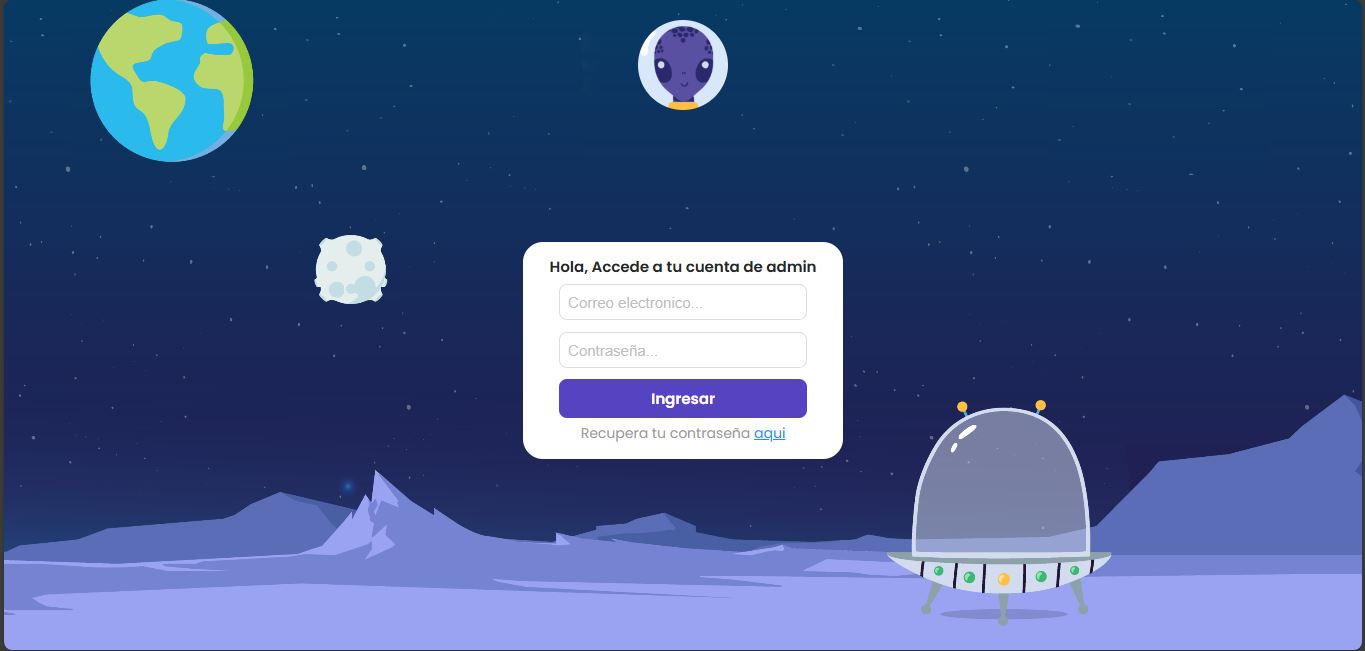 Hola, Accede a tu cuenta de admin
Correo electronico...
Contraseña...
Ingresar
Recupera tu contraseña aqui